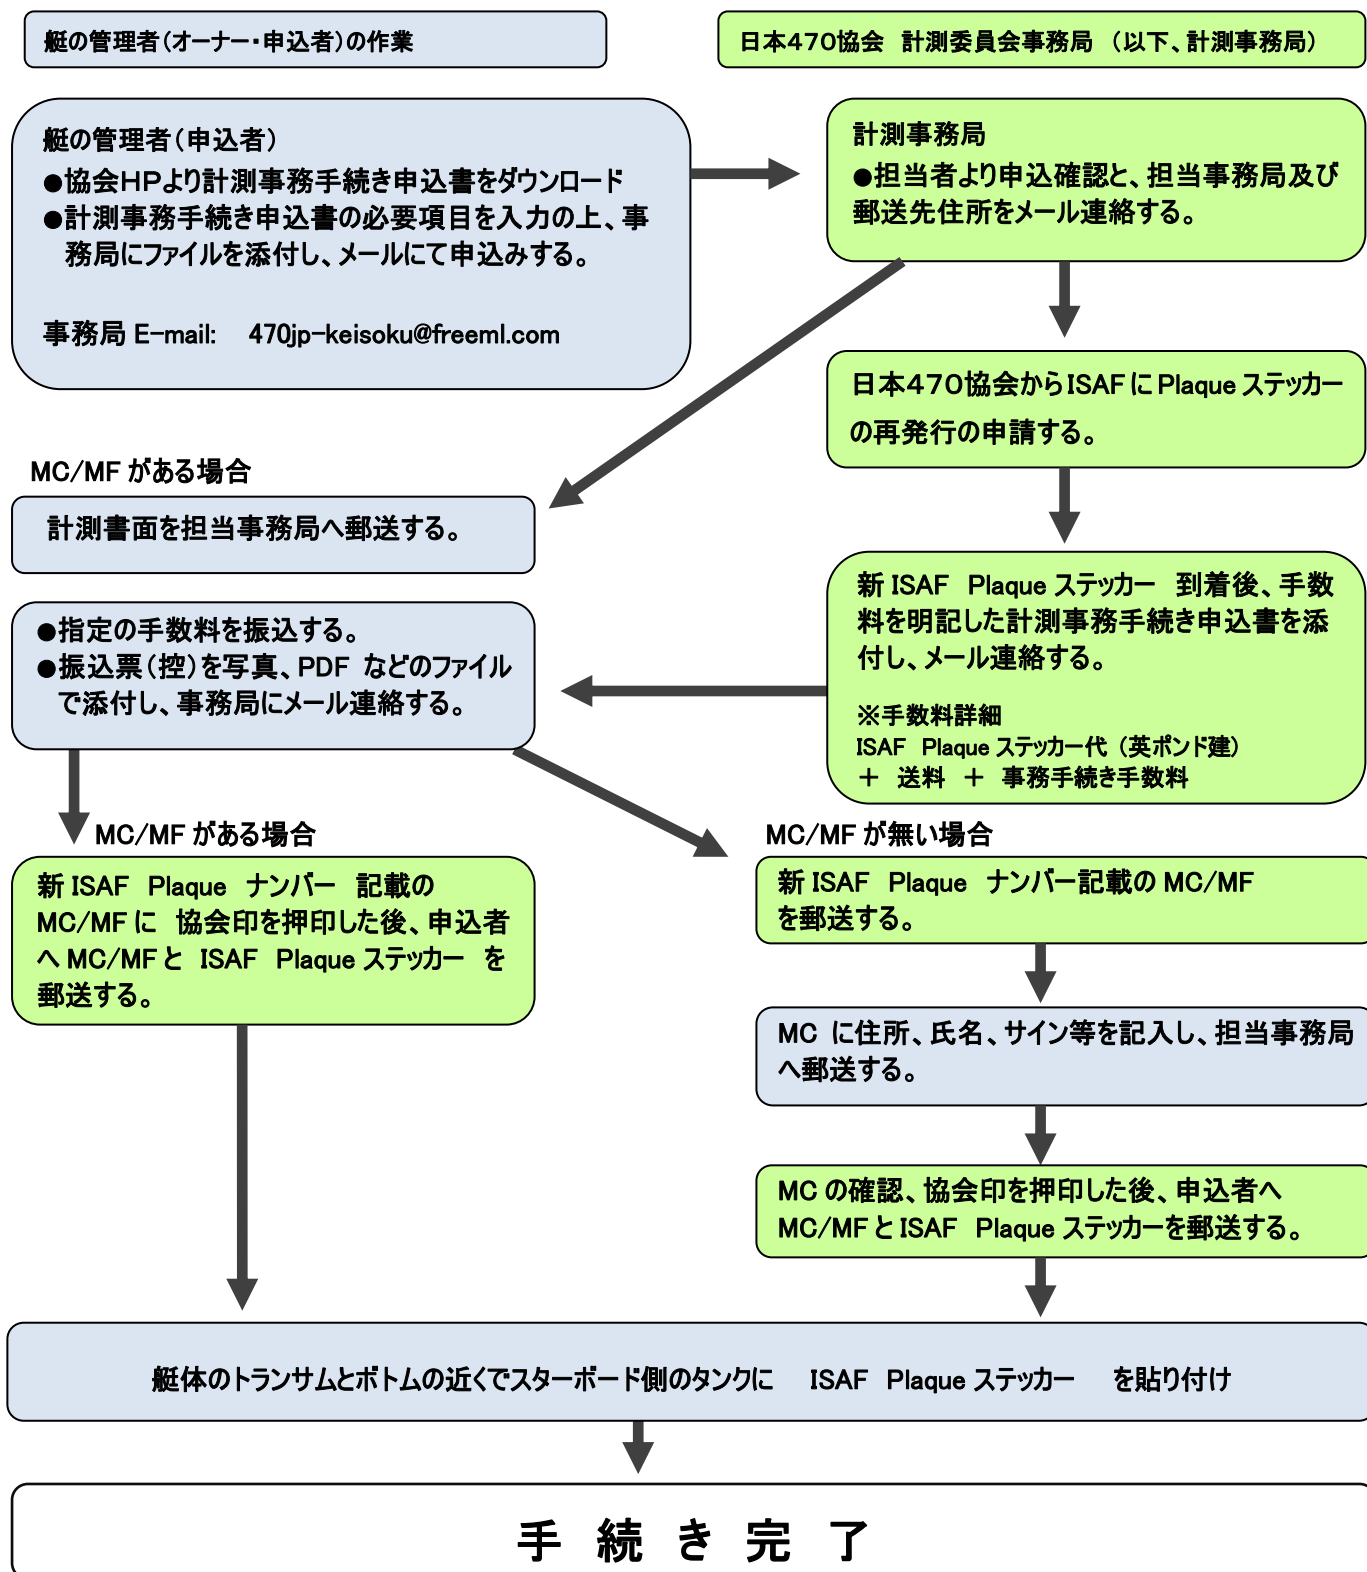 艇の管理者（オーナー・申込者）の作業
日本４７０協会　計測委員会事務局　（以下、計測事務局）
艇の管理者（申込者）
●協会ＨＰより計測事務手続き申込書をダウンロード
●計測事務手続き申込書の必要項目を入力の上、事
務局にファイルを添付し、メールにて申込みする。
事務局 E-mail:　470jp-keisoku@freeml.com
計測事務局
●担当者より申込確認と、担当事務局及び
郵送先住所をメール連絡する。
日本４７０協会からISAF に Plaque ステッカー
の再発行の申請する。
MC/MF がある場合
計測書面を担当事務局へ郵送する。
新 ISAF　Plaque ステッカー　到着後、手数
料を明記した計測事務手続き申込書を添
付し、メール連絡する。
※手数料詳細
ISAF　Plaque ステッカー代（英ポンド建）
＋　送料　＋　事務手続き手数料
●指定の手数料を振込する。
●振込票（控）を写真、PDF などのファイル
で添付し、事務局にメール連絡する。
MC/MF がある場合
新 ISAF　Plaque　ナンバー　記載の
MC/MF に　協会印を押印した後、申込者
へ MC/MF と　ISAF　Plaque ステッカー　を
郵送する。
MC/MF が無い場合
新 ISAF　Plaque　ナンバー記載の MC/MF
を郵送する。
MC に住所、氏名、サイン等を記入し、担当事務局
へ郵送する。
MC の確認、協会印を押印した後、申込者へ
MC/MF と ISAF　Plaque ステッカーを郵送する。
艇体のトランサムとボトムの近くでスターボード側のタンクに　ISAF　Plaque ステッカー　を貼り付け
手　続　き　完　了